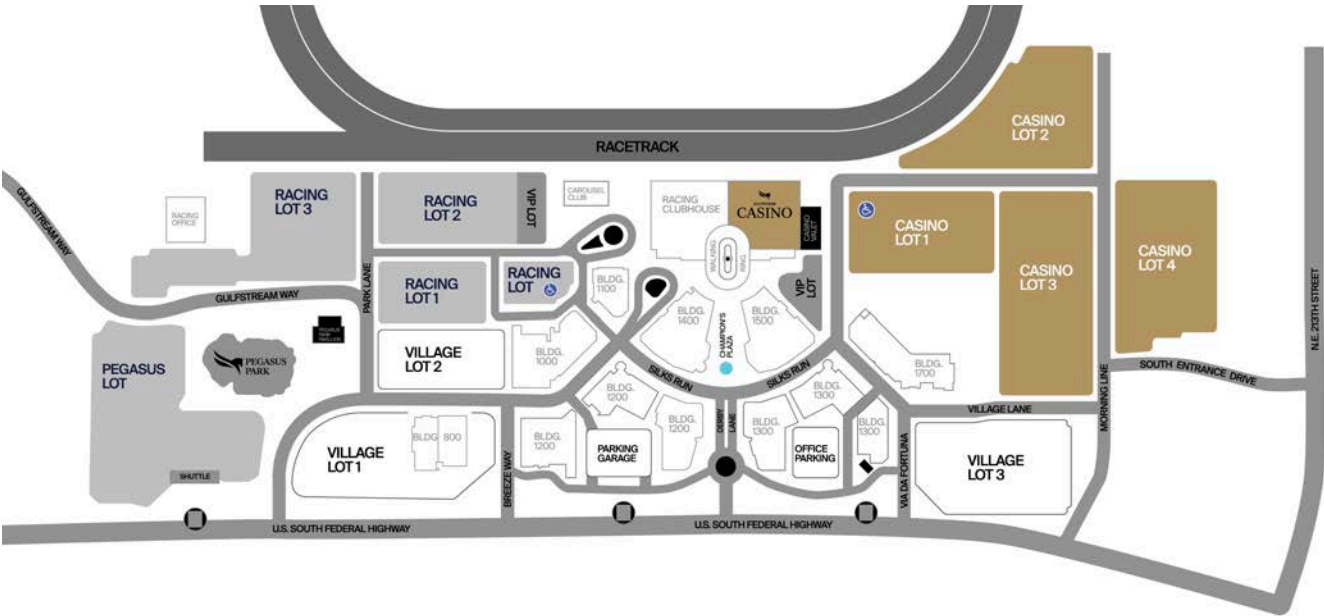 RACETRACK
CASINO
LOT 2
RACING
LOT 3
RACING
LOT 2
VIP LOT
CAROUSEL
CLUB
RACING
CLUBHOUSE
CASINO
CASINO
VALET
RACING
OFFICE
GULFSTREAM WAY
CASINO
LOT 1
CASINO
LOT 3
CASINO
LOT 4
WALKING
RING
VIP
LOT
PARK LANE
RACING
LOT 1
RACING
LOT
BLDG.
1100
GULFSTREAM WAY
BLDG.
1400
CHAMPION'S
PLAZA
BLDG.
1500
N.E. 213TH STREET
PEGASUS
PARK
PAVILION
PEGASUS
LOT
PEGASUS
PARK
VILLAGE
LOT 2
BLDG.
1000
BLDG.
1700
SILKS RUN
SILKS RUN
SOUTH ENTRANCE DRIVE
MORNING LINE
BLDG.
1200
BLDG.
1300
VILLAGE LANE
DERBY
LANE
BLDG.
1200
BLDG.
1300
BLDG.
1300
BLDG
800
BLDG.
1200
PARKING
GARAGE
OFFICE
PARKING
VILLAGE
LOT 1
VILLAGE
LOT 3
BREEZE WAY
VIA DA FORTUNA
SHUTTLE
U.S. SOUTH FEDERAL HIGHWAY
U.S. SOUTH FEDERAL HIGHWAY